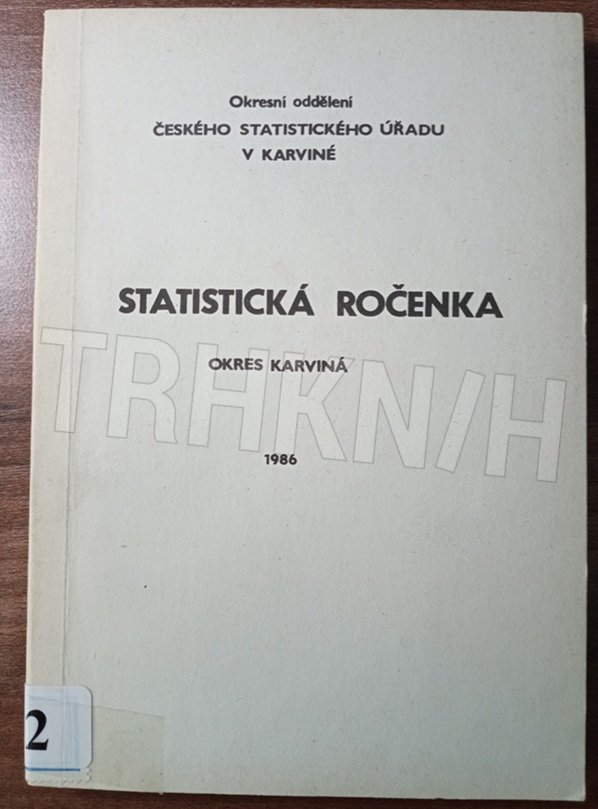 Okresní oddělení
ČESKÉHO STATISTICKÉHO ÚŘADU
V KARVINÉ
STATISTICKÁ ROČENKA
OKRES KARVINÁ
TRHKN/H
1986
2